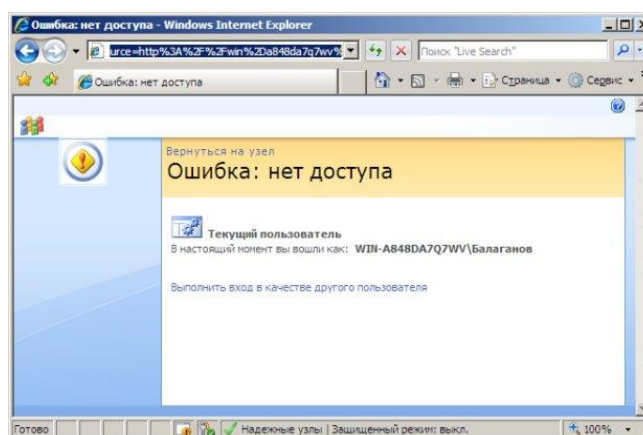 Ошибка: нет доступа - Windows Internet Explorer
urce=http%3A%2F%2Fwin%2Da848da7q7wv%
Поиск "Live Search"
Ошибка: нет доступа
Страница
Сервис
Вернуться на узел
Ошибка: нет доступа
Текущий пользователь
В настоящий момент вы вошли как: WIN-A848DA7Q7WV\Балаганов
Выполнить вход в качестве другого пользователя
Готово
Надежные узлы | Защищенный режим: выкл.
100%